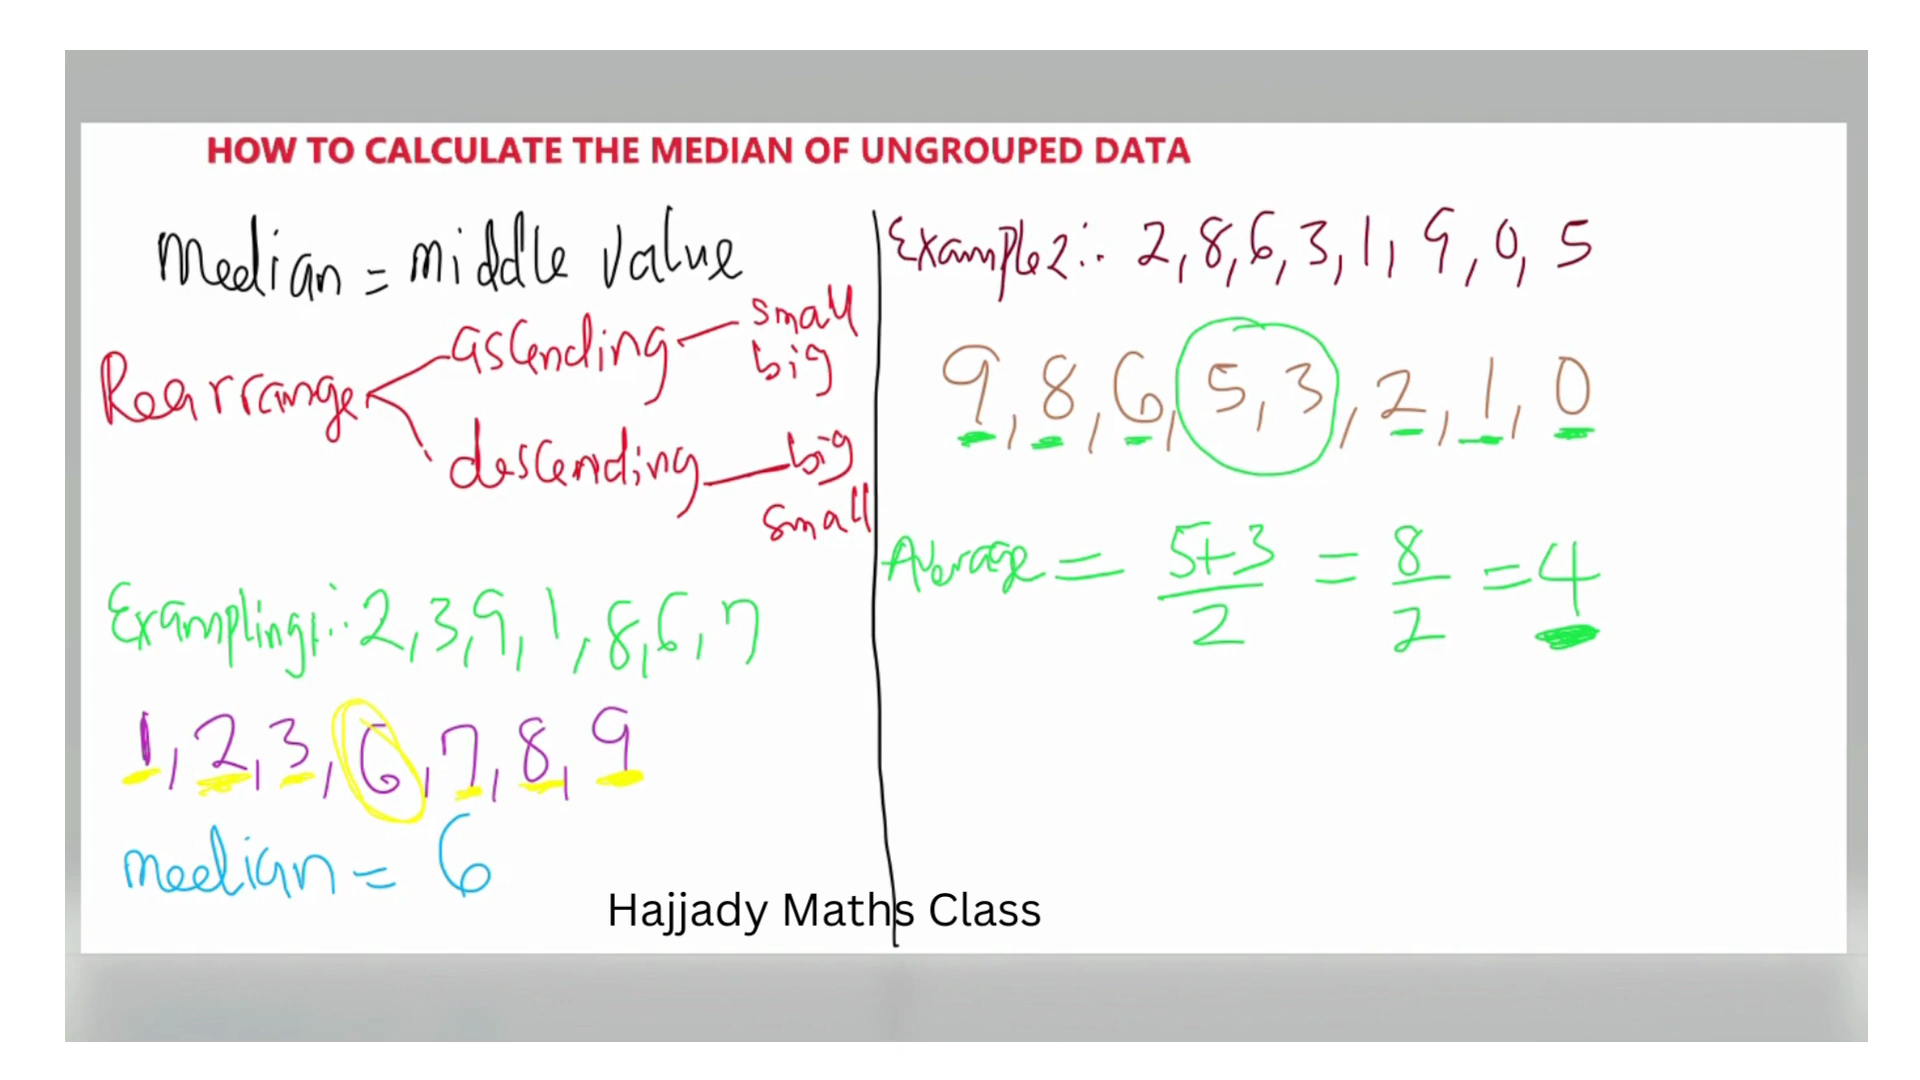 HOW TO CALCULATE THE MEDIAN OF UNGROUPED DATA
Median = middle value
Rearrange
ascending
small
big
descending
big
small
Exampling1:. 2, 3, 9, 1, 8, 6, 7
1, 2, 3, 6, 7, 8, 9
median = 6
Example2:. 2, 8, 6, 3, 1, 9, 0, 5
9, 8, 6, 5, 3, 2, 1, 0
Average = 5+3/2 = 8/2 = 4
Hajjady Maths Class